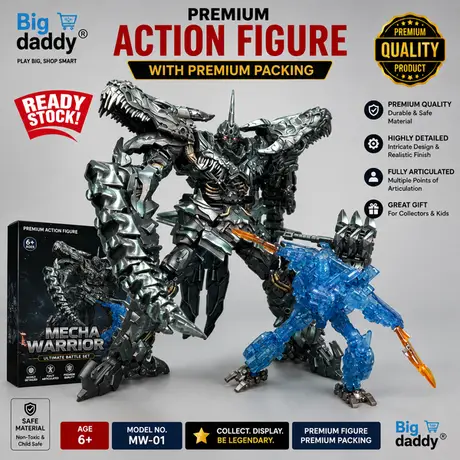 Big
daddy®
PLAY BIG, SHOP SMART
PREMIUM
ACTION FIGURE
WITH PREMIUM PACKING
PREMIUM
QUALITY
PRODUCT
READY
STOCK!
PREMIUM QUALITY
Durable & Safe
Material
HIGHLY DETAILED
Intricate Design &
Realistic Finish
FULLY ARTICULATED
Multiple Points of
Articulation
GREAT GIFT
For Collectors & Kids
PREMIUM ACTION FIGURE
6+
AGES
MECHA
WARRIOR
ULTIMATE BATTLE SET
SAFE
MATERIAL
Non-Toxic &
Child Safe
AGE
6+
MODEL NO.
MW-01
COLLECT. DISPLAY.
BE LEGENDARY.
PREMIUM FIGURE
PREMIUM PACKING
Big
daddy®